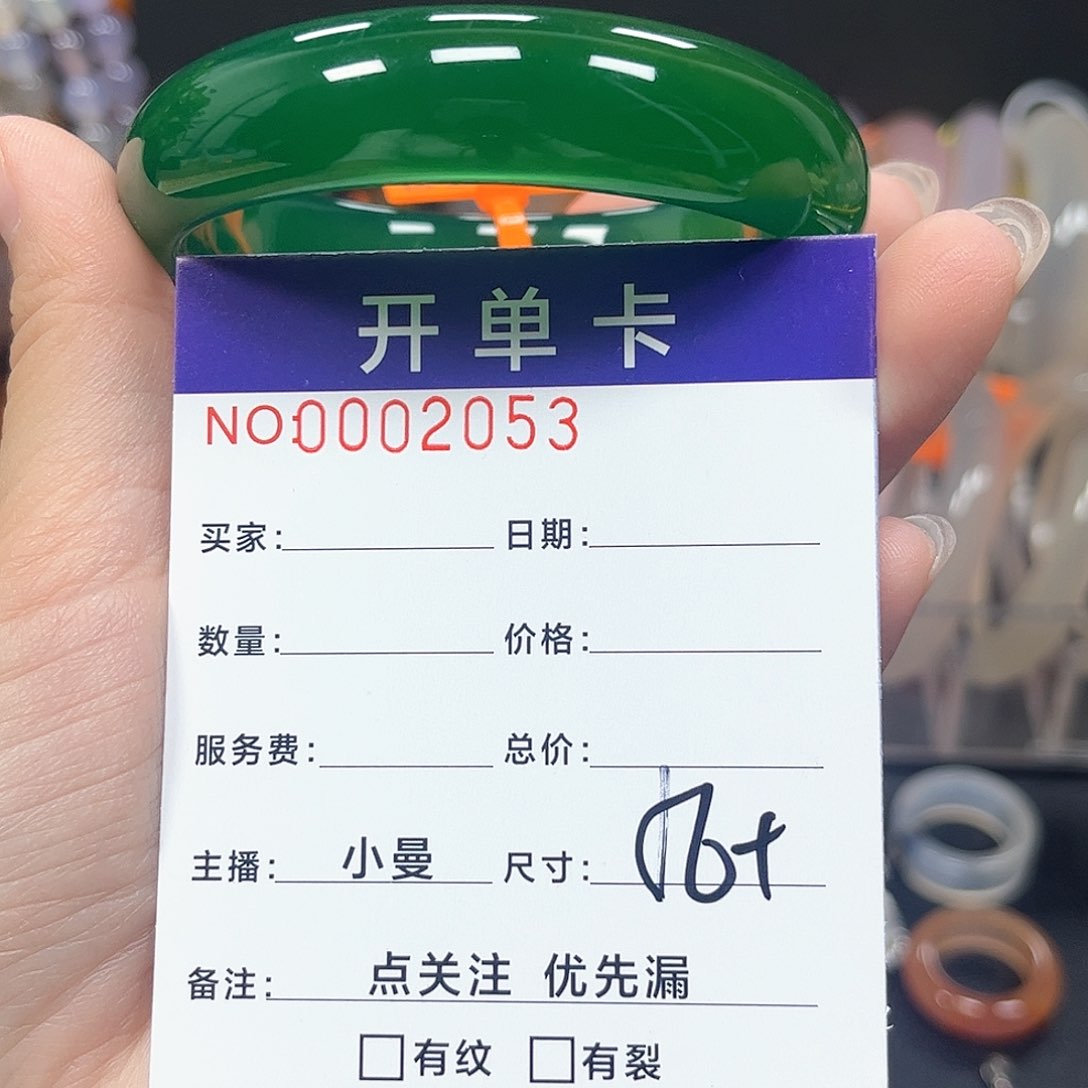 开单卡
NO:0002053
买家: 日期:
数量: 价格:
服务费: 总价:
主播: 小曼 尺寸:
备注: 点关注 优先漏
□有纹 □有裂